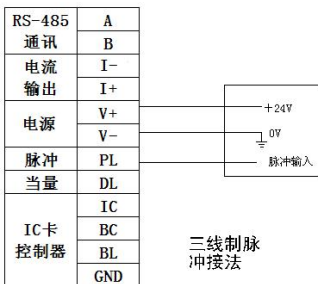 RS-485 A
通讯 B
电流 I-
输出 I+
电源 V+
V-
脉冲 PL
当量 DL
IC
IC卡 BC
控制器 BL
GND
+24V
0V
脉冲输入
三线制脉
冲接法